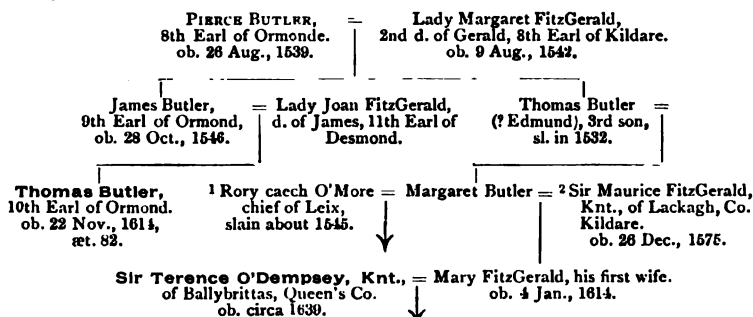 PIERCE BUTLER, = Lady Margaret FitzGerald,
8th Earl of Ormonde. 2nd d. of Gerald, 8th Earl of Kildare.
ob. 26 Aug., 1539. ob. 9 Aug., 1542.
James Butler, = Lady Joan FitzGerald, Thomas Butler =
9th Earl of Ormond, d. of James, 11th Earl of (? Edmund), 3rd son,
ob. 28 Oct., 1546. Desmond. sl. in 1532.
Thomas Butler, 1 Rory caech O'More = Margaret Butler = 2 Sir Maurice FitzGerald,
10th Earl of Ormond. chief of Leix, Knt., of Lackagh, Co.
ob. 22 Nov., 1614, slain about 1545. Kildare.
æt. 82. ob. 26 Dec., 1575.
Sir Terence O'Dempsey, Knt., = Mary FitzGerald, his first wife.
of Ballybrittas, Queen's Co. ob. 4 Jan., 1614.
ob. circa 1639.